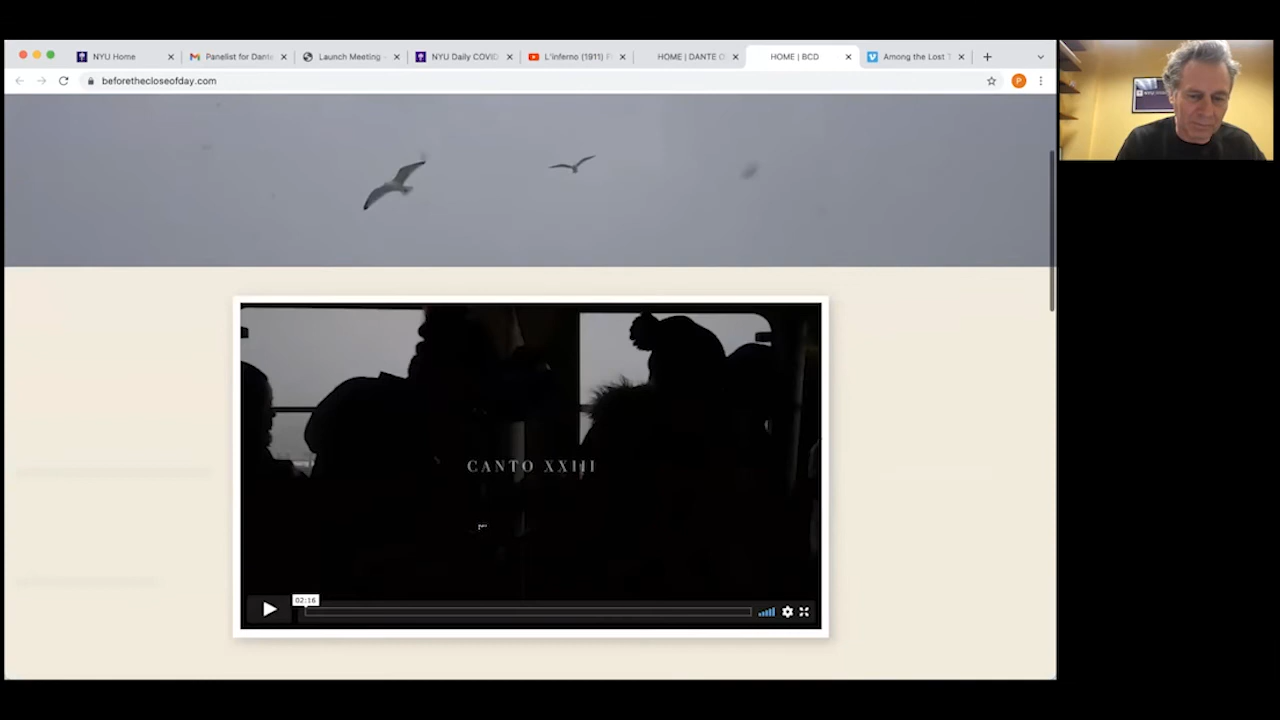 NYU Home
Panelist for Dante
Launch Meeting -
NYU Daily COVID
L'inferno (1911) F
HOME | DANTE O
HOME | BCD
Among the Lost T
beforethecloseofday.com
P
CANTO XXIII
02:16